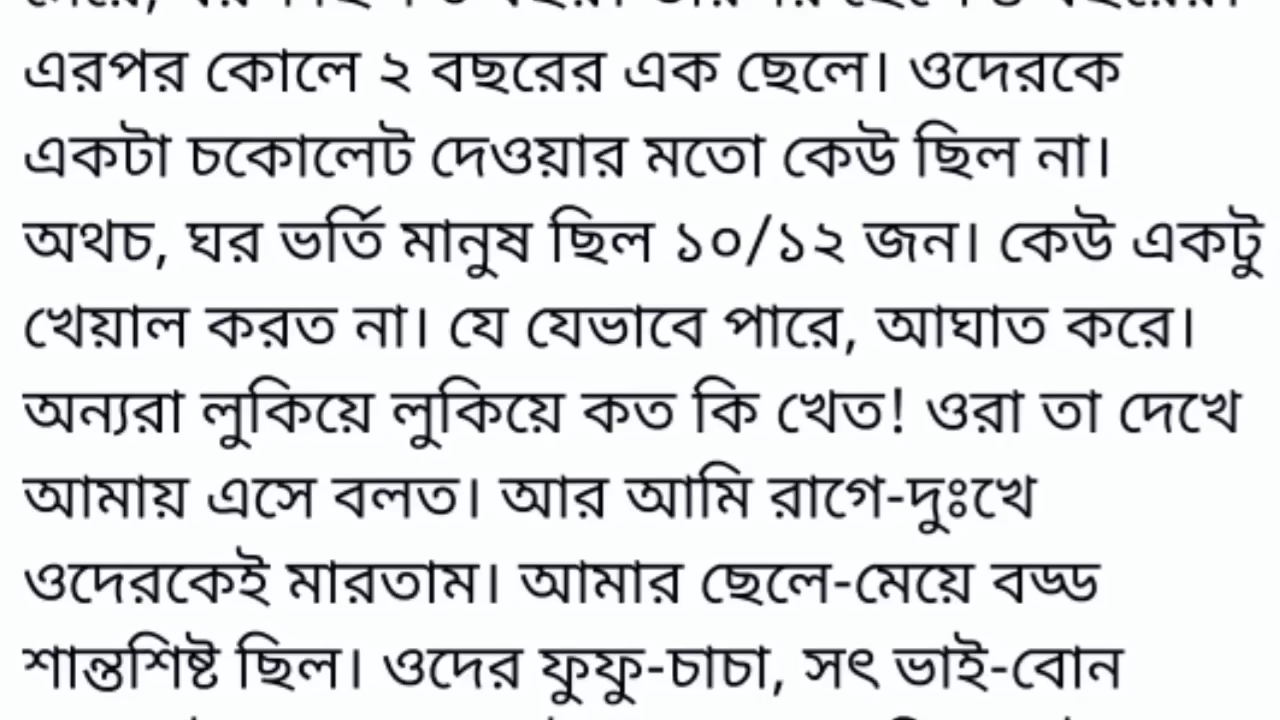 এরপর কোলে ২ বছরের এক ছেলে। ওদেরকে
একটা চকোলেট দেওয়ার মতো কেউ ছিল না।
অথচ, ঘর ভর্তি মানুষ ছিল ১০/১২ জন। কেউ একটু
খেয়াল করত না। যে যেভাবে পারে, আঘাত করে।
অন্যরা লুকিয়ে লুকিয়ে কত কি খেত! ওরা তা দেখে
আমায় এসে বলত। আর আমি রাগে-দুঃখে
ওদেরকেই মারতাম। আমার ছেলে-মেয়ে বড্ড
শান্তশিষ্ট ছিল। ওদের ফুফু-চাচা, সৎ ভাই-বোন